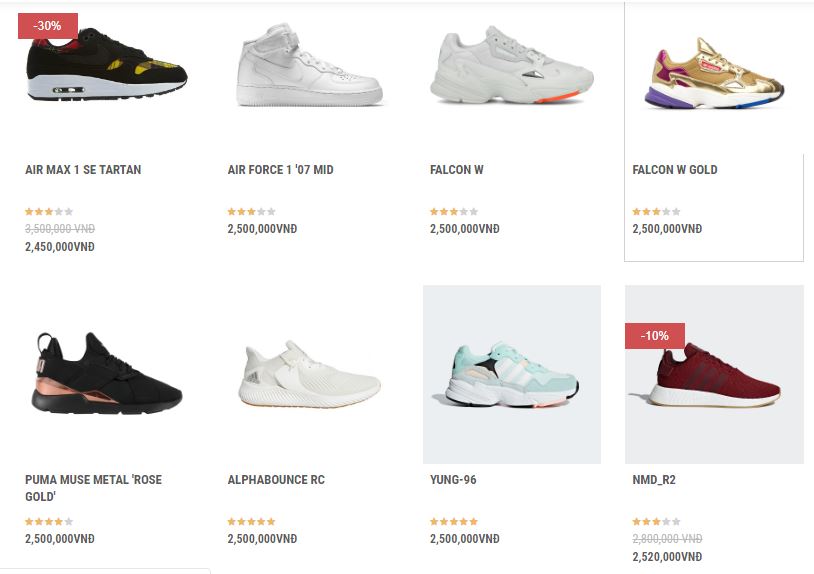 -30%
AIR MAX 1 SE TARTAN
3,500,000VNĐ
2,450,000VNĐ
AIR FORCE 1 '07 MID
2,500,000VNĐ
FALCON W
2,500,000VNĐ
FALCON W GOLD
2,500,000VNĐ
PUMA MUSE METAL 'ROSE
GOLD'
2,500,000VNĐ
ALPHABOUNCE RC
2,500,000VNĐ
YUNG-96
2,500,000VNĐ
-10%
NMD_R2
2,800,000 VNĐ
2,520,000VNĐ